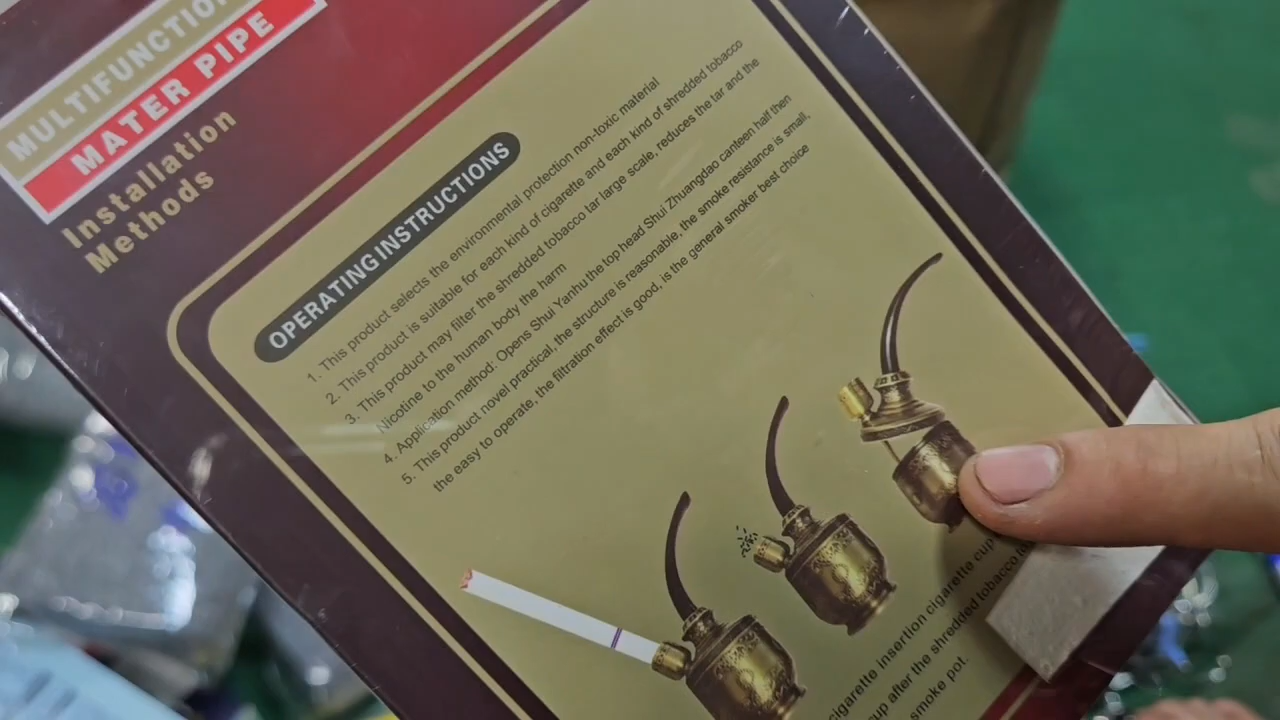 MULTIFUNCTION
MATER PIPE
Installation
Methods
OPERATING INSTRUCTIONS
1. This product selects the environmental protection non-toxic material
2. This product is suitable for each kind of cigarette and each kind of shredded tobacco
3. This product may filter the shredded tobacco tar large scale, reduces the tar and the
Nicotine to the human body the harm
4. Application method: Opens Shui Yanhu the top head Shui Zhuangdao canteen half then
5. This product novel practical, the structure is reasonable, the smoke resistance is small,
the easy to operate, the filtration effect is good, is the general smoker best choice
cigarette insertion cigarette cup
up after the shredded tobacco
smoke pot.